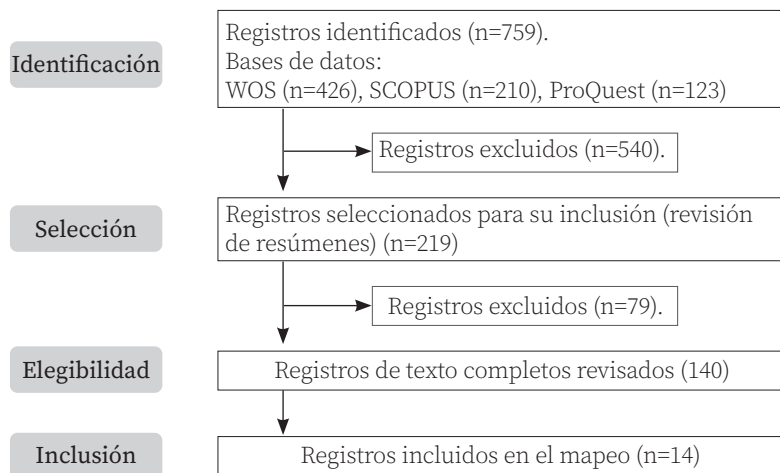 Identificación
Registros identificados (n=759).
Bases de datos:
WOS (n=426), SCOPUS (n=210), ProQuest (n=123)
Registros excluidos (n=540).
Selección
Registros seleccionados para su inclusión (revisión
de resúmenes) (n=219)
Registros excluidos (n=79).
Elegibilidad
Registros de texto completos revisados (140)
Inclusión
Registros incluidos en el mapeo (n=14)